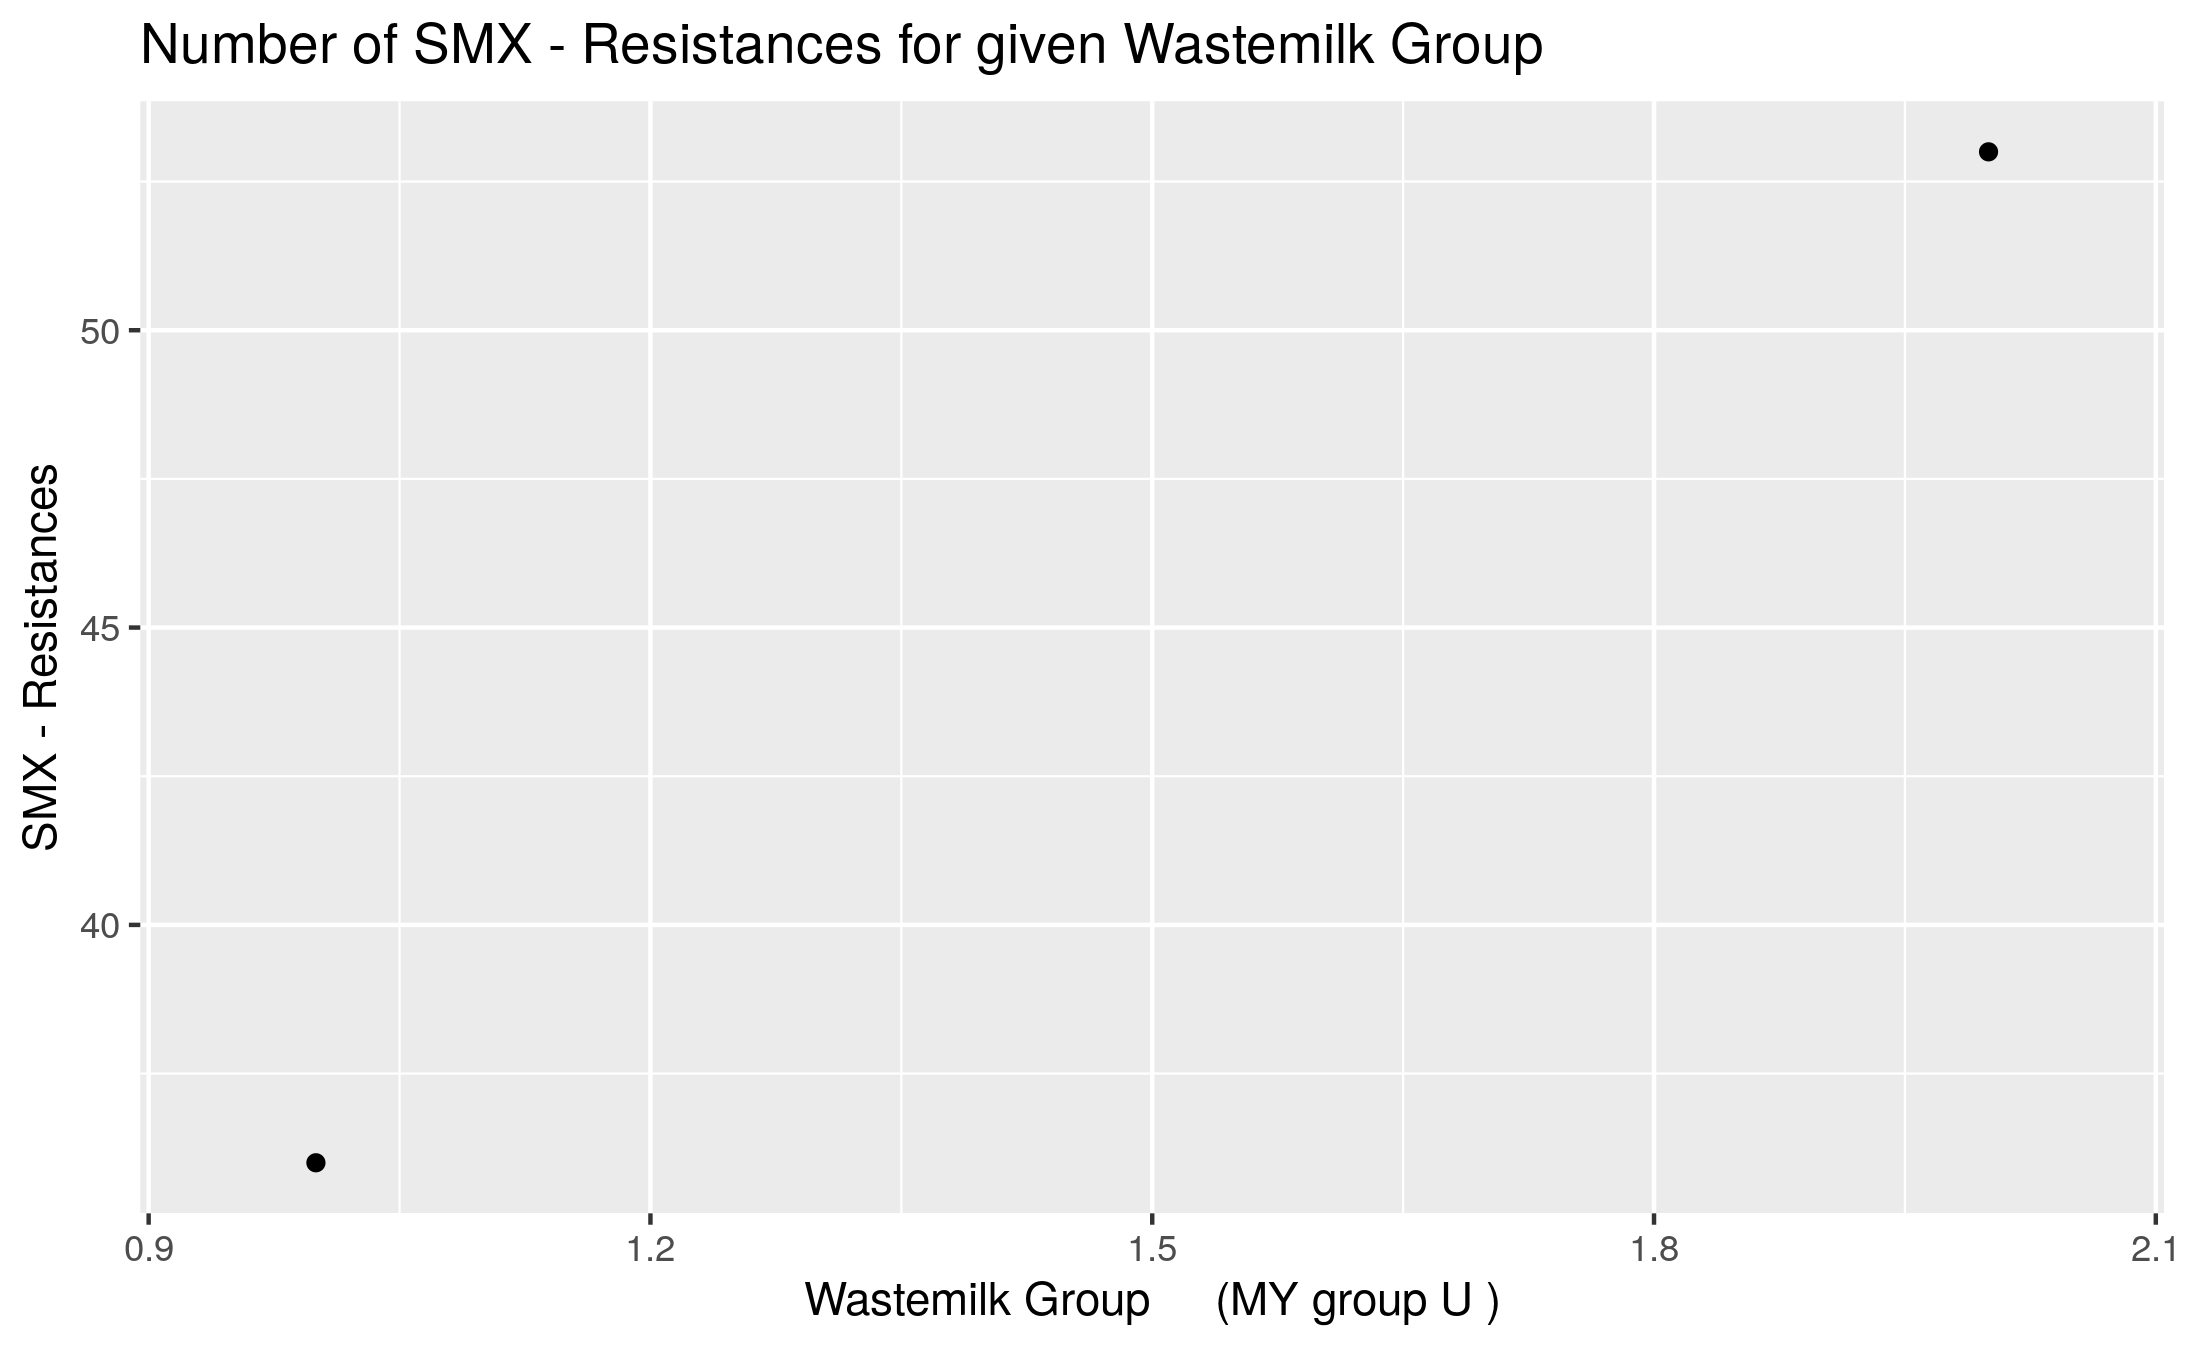 Number of SMX - Resistances for given Wastemilk Group
SMX - Resistances
50
45
40
0.9 1.2 1.5 1.8 2.1
Wastemilk Group (MY group U )